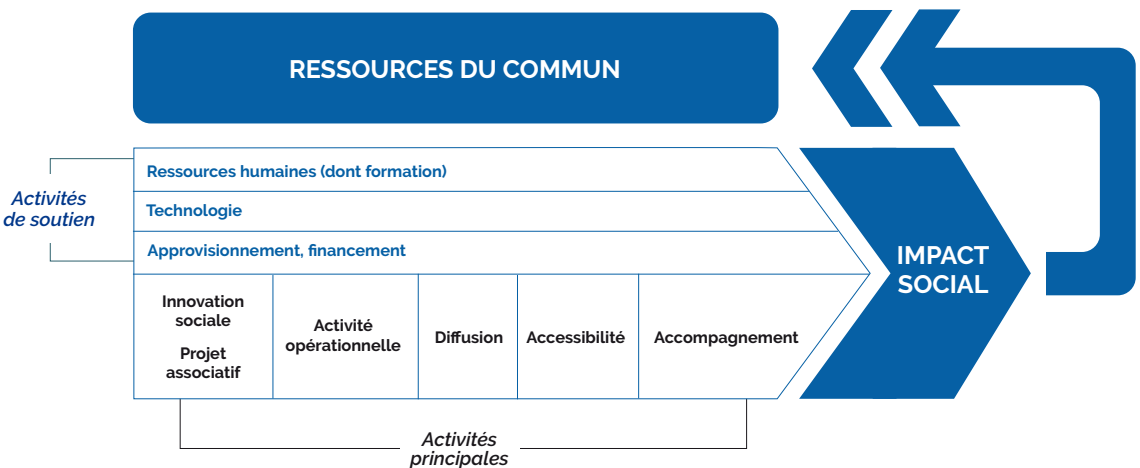 RESSOURCES DU COMMUN
Ressources humaines (dont formation)
Activités
de soutien
Technologie
Approvisionnement, financement
IMPACT
SOCIAL
Innovation
sociale
Projet
associatif
Activité
opérationnelle
Diffusion
Accessibilité
Accompagnement
Activités
principales